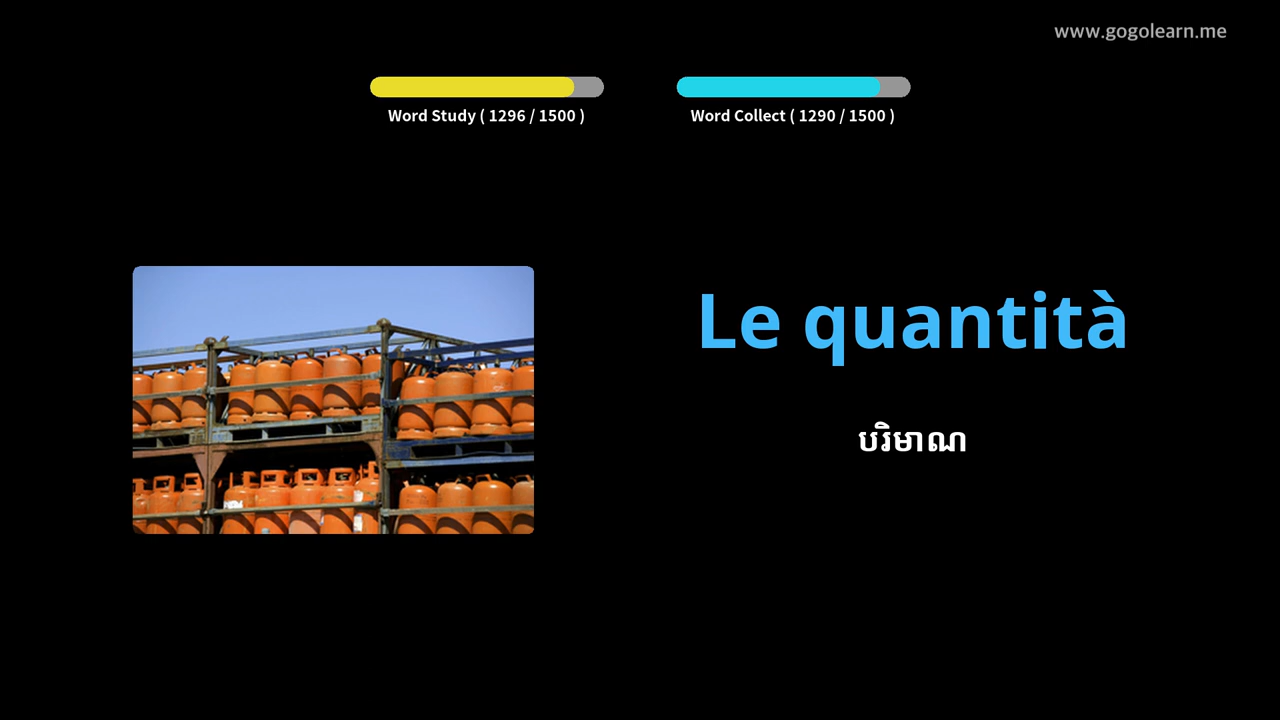 www.gogolearn.me
Word Study ( 1296 / 1500 )
Word Collect ( 1290 / 1500 )
Le quantità
បរិមាណ